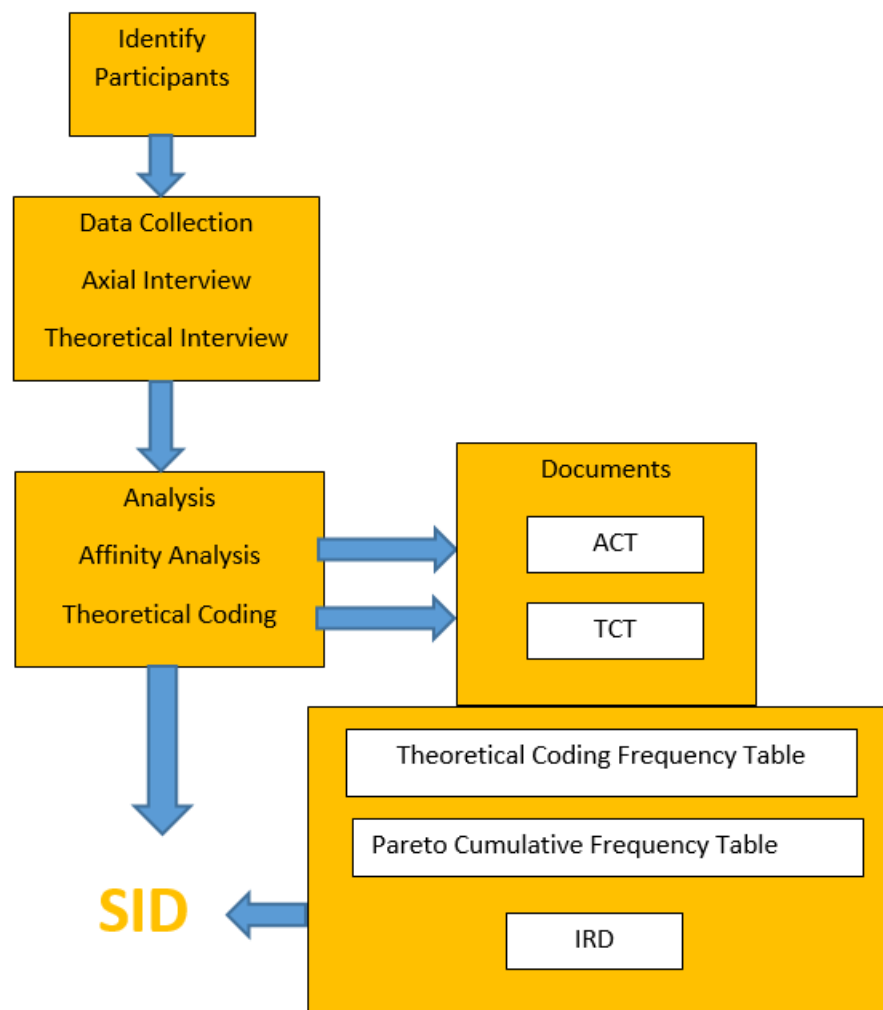 Identify
Participants
Data Collection
Axial Interview
Theoretical Interview
Analysis
Affinity Analysis
Theoretical Coding
Documents
ACT
TCT
Theoretical Coding Frequency Table
Pareto Cumulative Frequency Table
IRD
SID